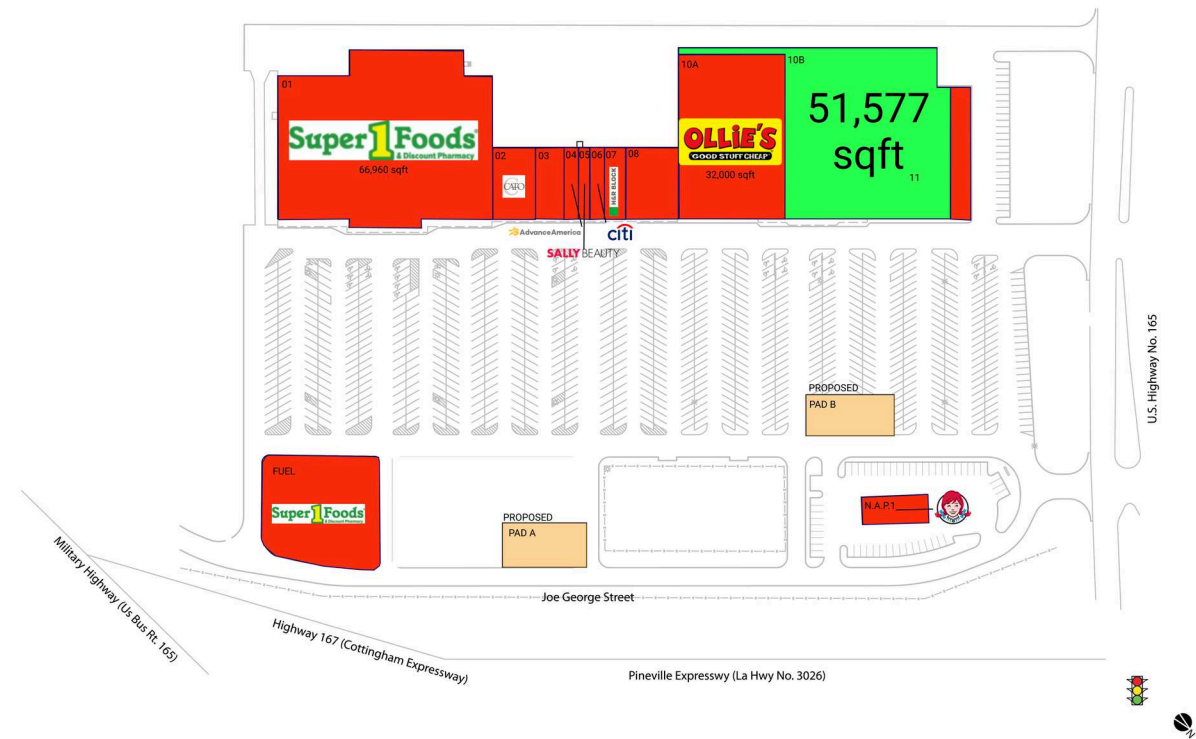 01
Super 1 Foods
& Discount Pharmacy
66,960 sqft
02
CATO
03
04
05
06
07
H&R BLOCK
08
10A
OLLIE'S
GOOD STUFF CHEAP
32,000 sqft
10B
51,577
sqft
11
AdvanceAmerica
citi
SALLY BEAUTY
U.S. Highway No. 165
PROPOSED
PAD B
FUEL
Super 1 Foods
& Discount Pharmacy
PROPOSED
PAD A
N.A.P.1
Joe George Street
Military Highway (Us Bus Rt. 165)
Highway 167 (Cottingham Expressway)
Pineville Expresswy (La Hwy No. 3026)
N